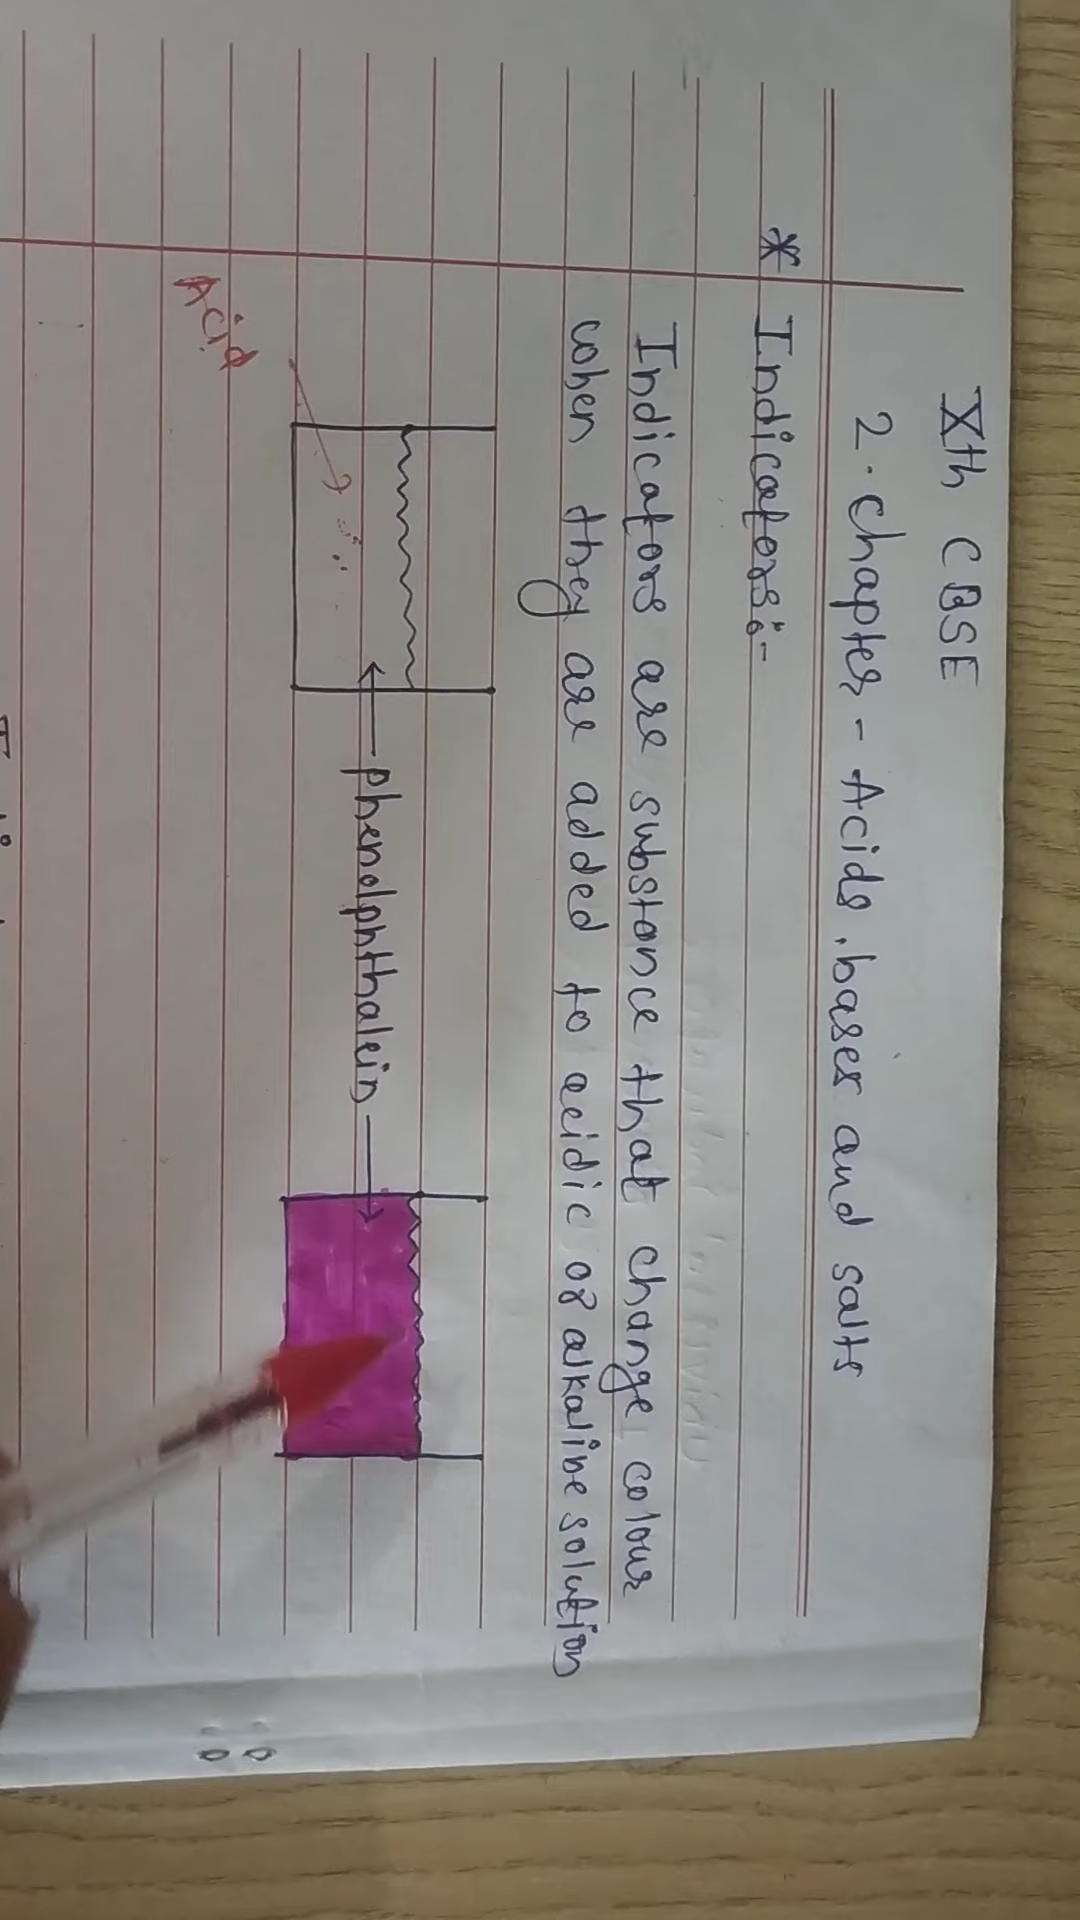 Xth CBSE
2. Chapter - Acids, bases and salts
* Indicators:-
Indicators are substance that change colour
when they are added to acidic or alkaline solution
phenolphthalein
Acid